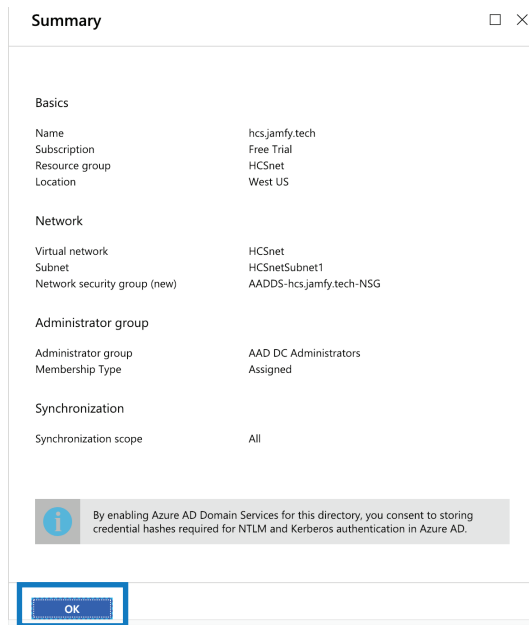 Summary
Basics
Name hcs.jamfy.tech
Subscription Free Trial
Resource group HCSnet
Location West US
Network
Virtual network HCSnet
Subnet HCSnetSubnet1
Network security group (new) AADDS-hcs.jamfy.tech-NSG
Administrator group
Administrator group AAD DC Administrators
Membership Type Assigned
Synchronization
Synchronization scope All
By enabling Azure AD Domain Services for this directory, you consent to storing
credential hashes required for NTLM and Kerberos authentication in Azure AD.
OK